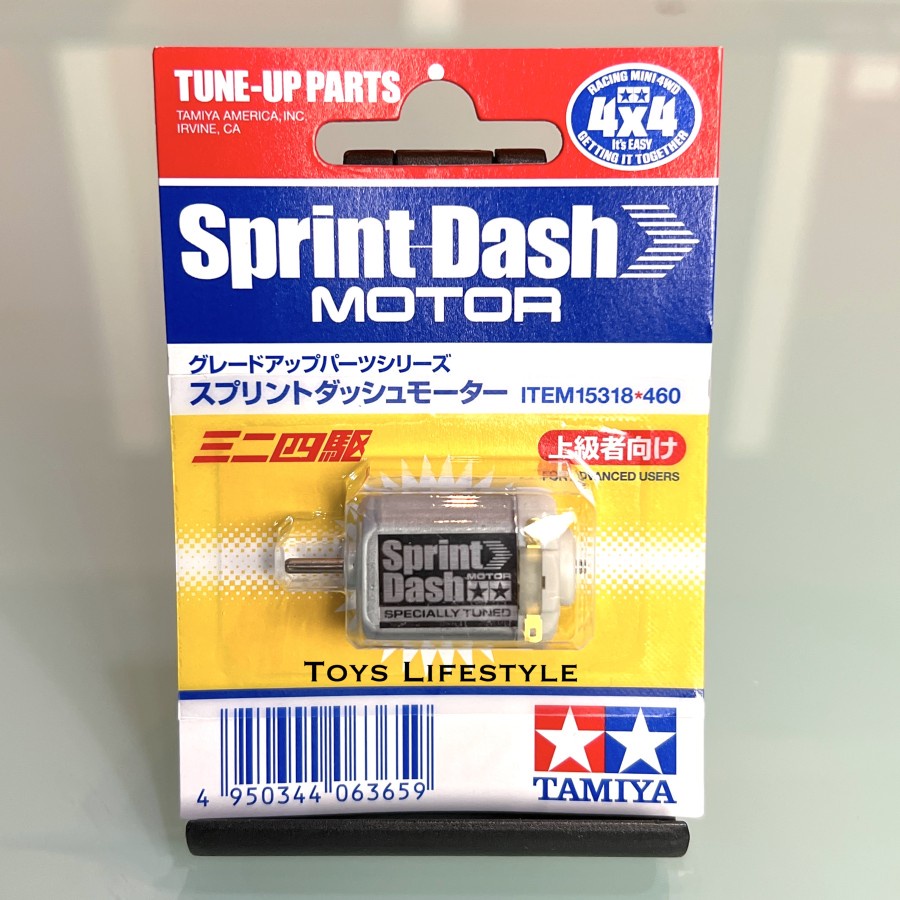 TUNE-UP PARTS
TAMIYA AMERICA, INC.
IRVINE, CA
RACING MINI 4WD
4x4
It's EASY
GETTING IT TOGETHER
Sprint-Dash
MOTOR
グレードアップパーツシリーズ
スプリントダッシュモーター ITEM15318*460
ミニ四駆
上級者向け
FOR ADVANCED USERS
Sprint
Dash MOTOR
SPECIALLY TUNED
TOYS LIFESTYLE
4 950344 063659
TAMIYA